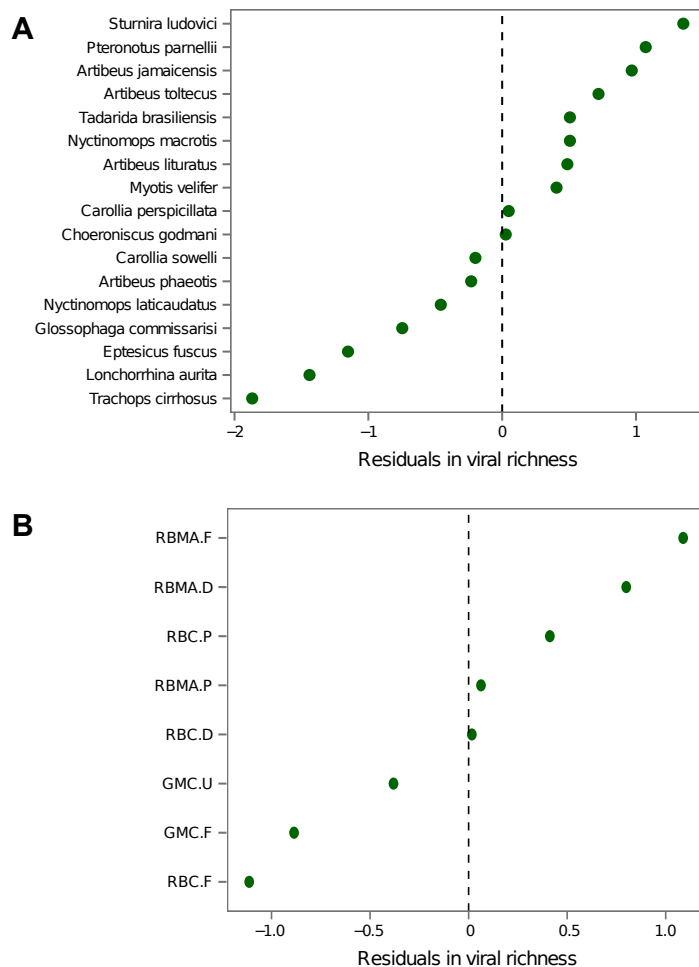 A
Sturnira ludovici
Pteronotus parnellii
Artibeus jamaicensis
Artibeus toltecus
Tadarida brasiliensis
Nyctinomops macrotis
Artibeus lituratus
Myotis velifer
Carollia perspicillata
Choeroniscus godmani
Carollia sowelli
Artibeus phaeotis
Nyctinomops laticaudatus
Glossophaga commissarisi
Eptesicus fuscus
Lonchorrhina aurita
Trachops cirrhosus
−2 −1 0 1
Residuals in viral richness
B
RBMA.F
RBMA.D
RBC.P
RBMA.P
RBC.D
GMC.U
GMC.F
RBC.F
−1.0 −0.5 0 0.5 1.0
Residuals in viral richness